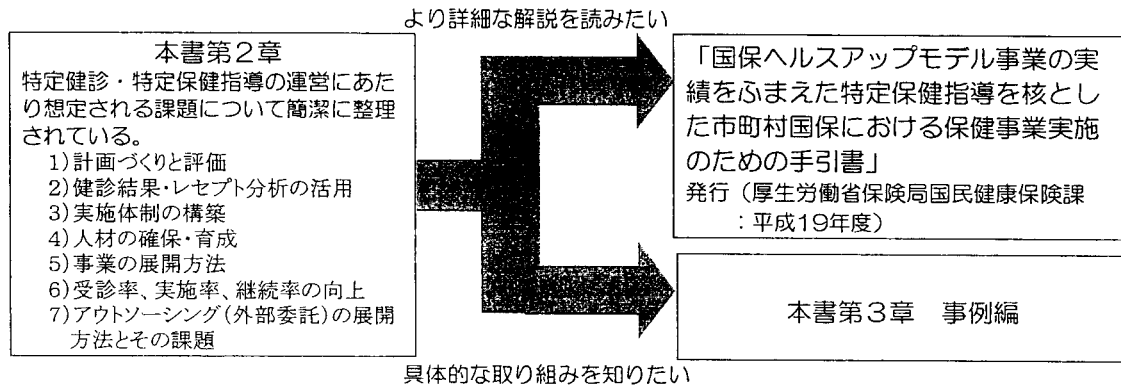 より詳細な解説を読みたい
本書第2章
特定健診・特定保健指導の運営にあた
り想定される課題について簡潔に整理
されている。
1)計画づくりと評価
2)健診結果・レセプト分析の活用
3)実施体制の構築
4)人材の確保・育成
5)事業の展開方法
6)受診率、実施率、継続率の向上
7)アウトソーシング(外部委託)の展開
方法とその課題
「国保ヘルスアップモデル事業の実
績をふまえた特定保健指導を核とし
た市町村国保における保健事業実施
のための手引書」
発行(厚生労働省保険局国民健康保険課
:平成19年度)
本書第3章 事例編
具体的な取り組みを知りたい